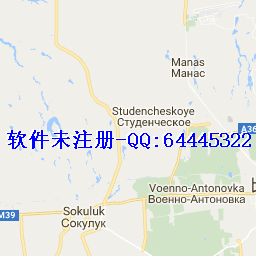 Manas
Манас
Studencheskoye
Студенческое
A36
软件未注册-QQ:64445322
Voenno-Antonovka
Военно-Антоновка
M39
Sokuluk
Сокулук